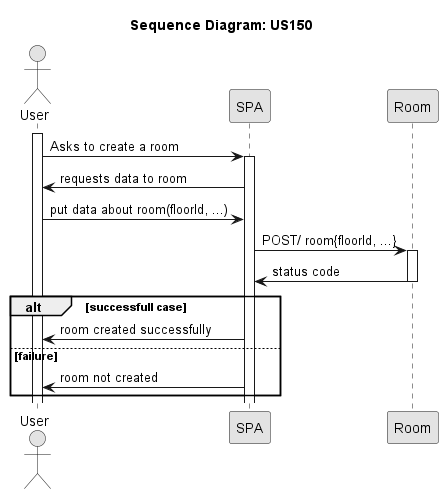 Sequence Diagram: US150
User
SPA
Room
Asks to create a room
requests data to room
put data about room(floorId, ...)
POST/ room{floorId, ...}
status code
alt
[successfull case]
room created successfully
[failure]
room not created
User
SPA
Room